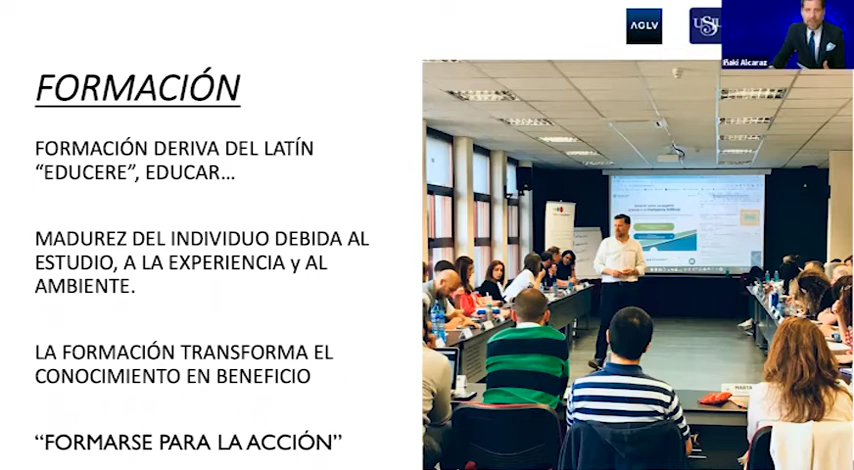 AGLV
USIL
Iñaki Alcaraz
FORMACIÓN
FORMACIÓN DERIVA DEL LATÍN
“EDUCERE”, EDUCAR...
MADUREZ DEL INDIVIDUO DEBIDA AL
ESTUDIO, A LA EXPERIENCIA y AL
AMBIENTE.
LA FORMACIÓN TRANSFORMA EL
CONOCIMIENTO EN BENEFICIO
“FORMARSE PARA LA ACCIÓN”
MARTA